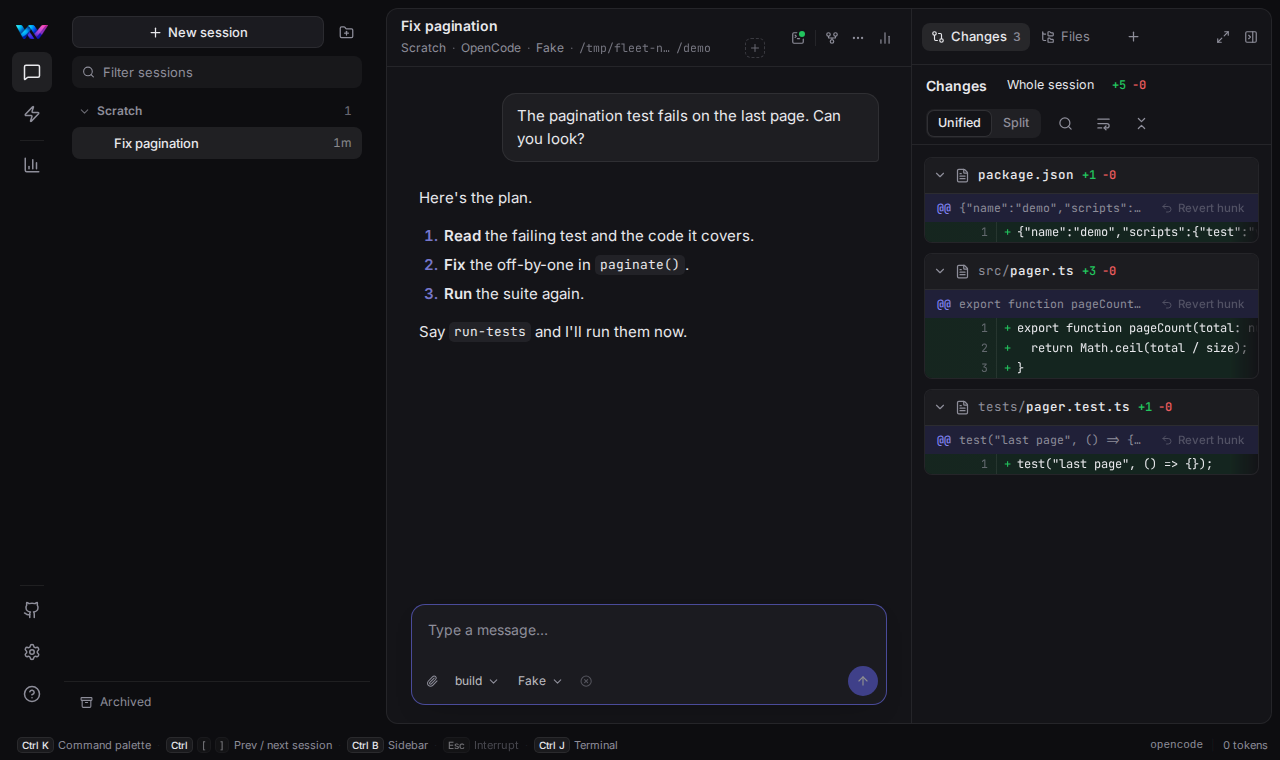 New session
Filter sessions
Scratch 1
Fix pagination 1m
Archived
Fix pagination
Scratch · OpenCode · Fake · /tmp/fleet-n… /demo
The pagination test fails on the last page. Can
you look?
Here's the plan.
1. Read the failing test and the code it covers.
2. Fix the off-by-one in paginate().
3. Run the suite again.
Say run-tests and I'll run them now.
Type a message...
build Fake
Changes 3 Files
Changes Whole session +5 -0
Unified Split
package.json +1 -0
@@ {"name":"demo","scripts":… Revert hunk
1 + {"name":"demo","scripts":{"test":"
src/pager.ts +3 -0
@@ export function pageCount… Revert hunk
1 + export function pageCount(total:
2 + return Math.ceil(total / size);
3 + }
tests/pager.test.ts +1 -0
@@ test("last page", () => {… Revert hunk
1 + test("last page", () => {});
Ctrl K Command palette Ctrl [ ] Prev / next session Ctrl B Sidebar Esc Interrupt Ctrl J Terminal opencode 0 tokens